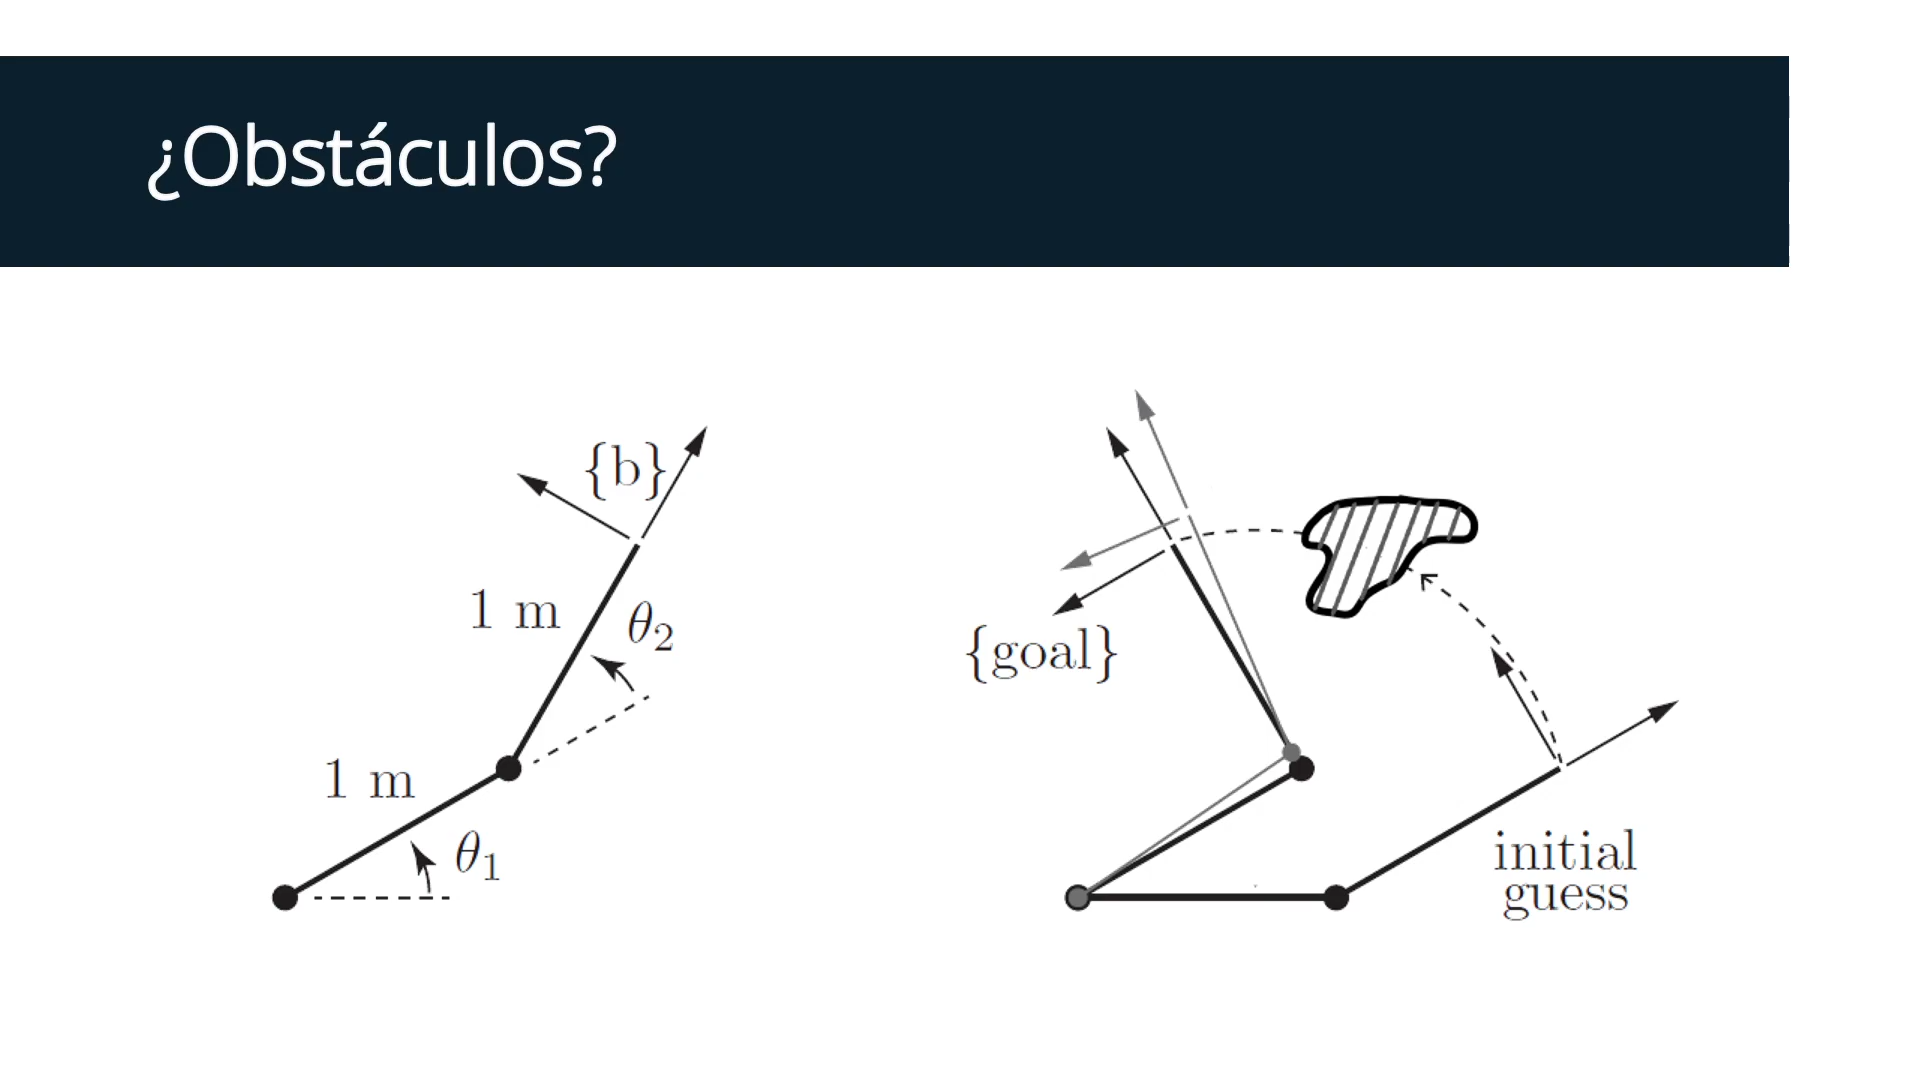 ¿Obstáculos?
{b}
1 m
θ2
1 m
θ1
{goal}
initial
guess